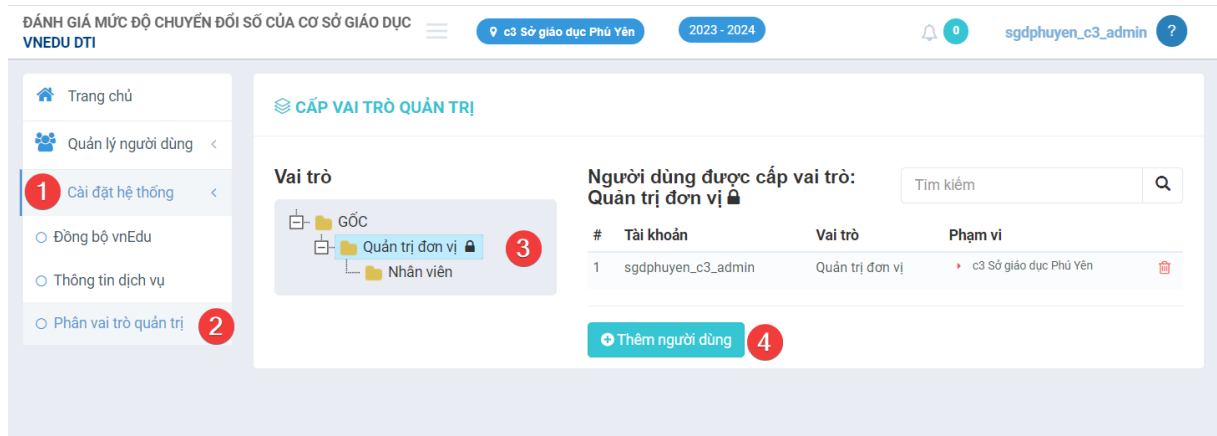 ĐÁNH GIÁ MỨC ĐỘ CHUYỂN ĐỔI SỐ CỦA CƠ SỞ GIÁO DỤC
VNEDU DTI
c3 Sở giáo dục Phú Yên
2023 - 2024
0
sgdphuyen_c3_admin
?
Trang chủ
Quản lý người dùng
1
Cài đặt hệ thống
Đồng bộ vnEdu
Thông tin dịch vụ
Phân vai trò quản trị
2
CẤP VAI TRÒ QUẢN TRỊ
Vai trò
GỐC
Quản trị đơn vị
3
Nhân viên
Người dùng được cấp vai trò:
Quản trị đơn vị
Tìm kiếm
# Tài khoản Vai trò Phạm vi
1 sgdphuyen_c3_admin Quản trị đơn vị c3 Sở giáo dục Phú Yên
Thêm người dùng
4